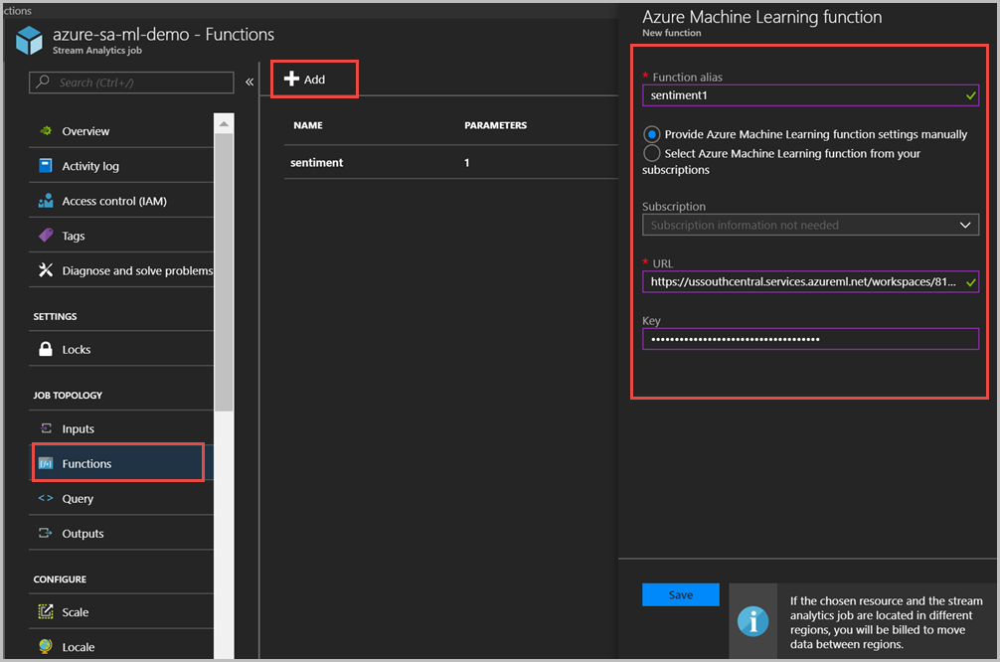 ctions
azure-sa-ml-demo - Functions
Stream Analytics job
Search (Ctrl+/)
«
Overview
Activity log
Access control (IAM)
Tags
Diagnose and solve problems
SETTINGS
Locks
JOB TOPOLOGY
Inputs
Functions
Query
Outputs
CONFIGURE
Scale
Locale
Add
NAME PARAMETERS
sentiment 1
Azure Machine Learning function
New function
* Function alias
sentiment1
Provide Azure Machine Learning function settings manually
Select Azure Machine Learning function from your
subscriptions
Subscription
Subscription information not needed
* URL
https://ussouthcentral.services.azureml.net/workspaces/81...
Key
Save
If the chosen resource and the stream
analytics job are located in different
regions, you will be billed to move
data between regions.